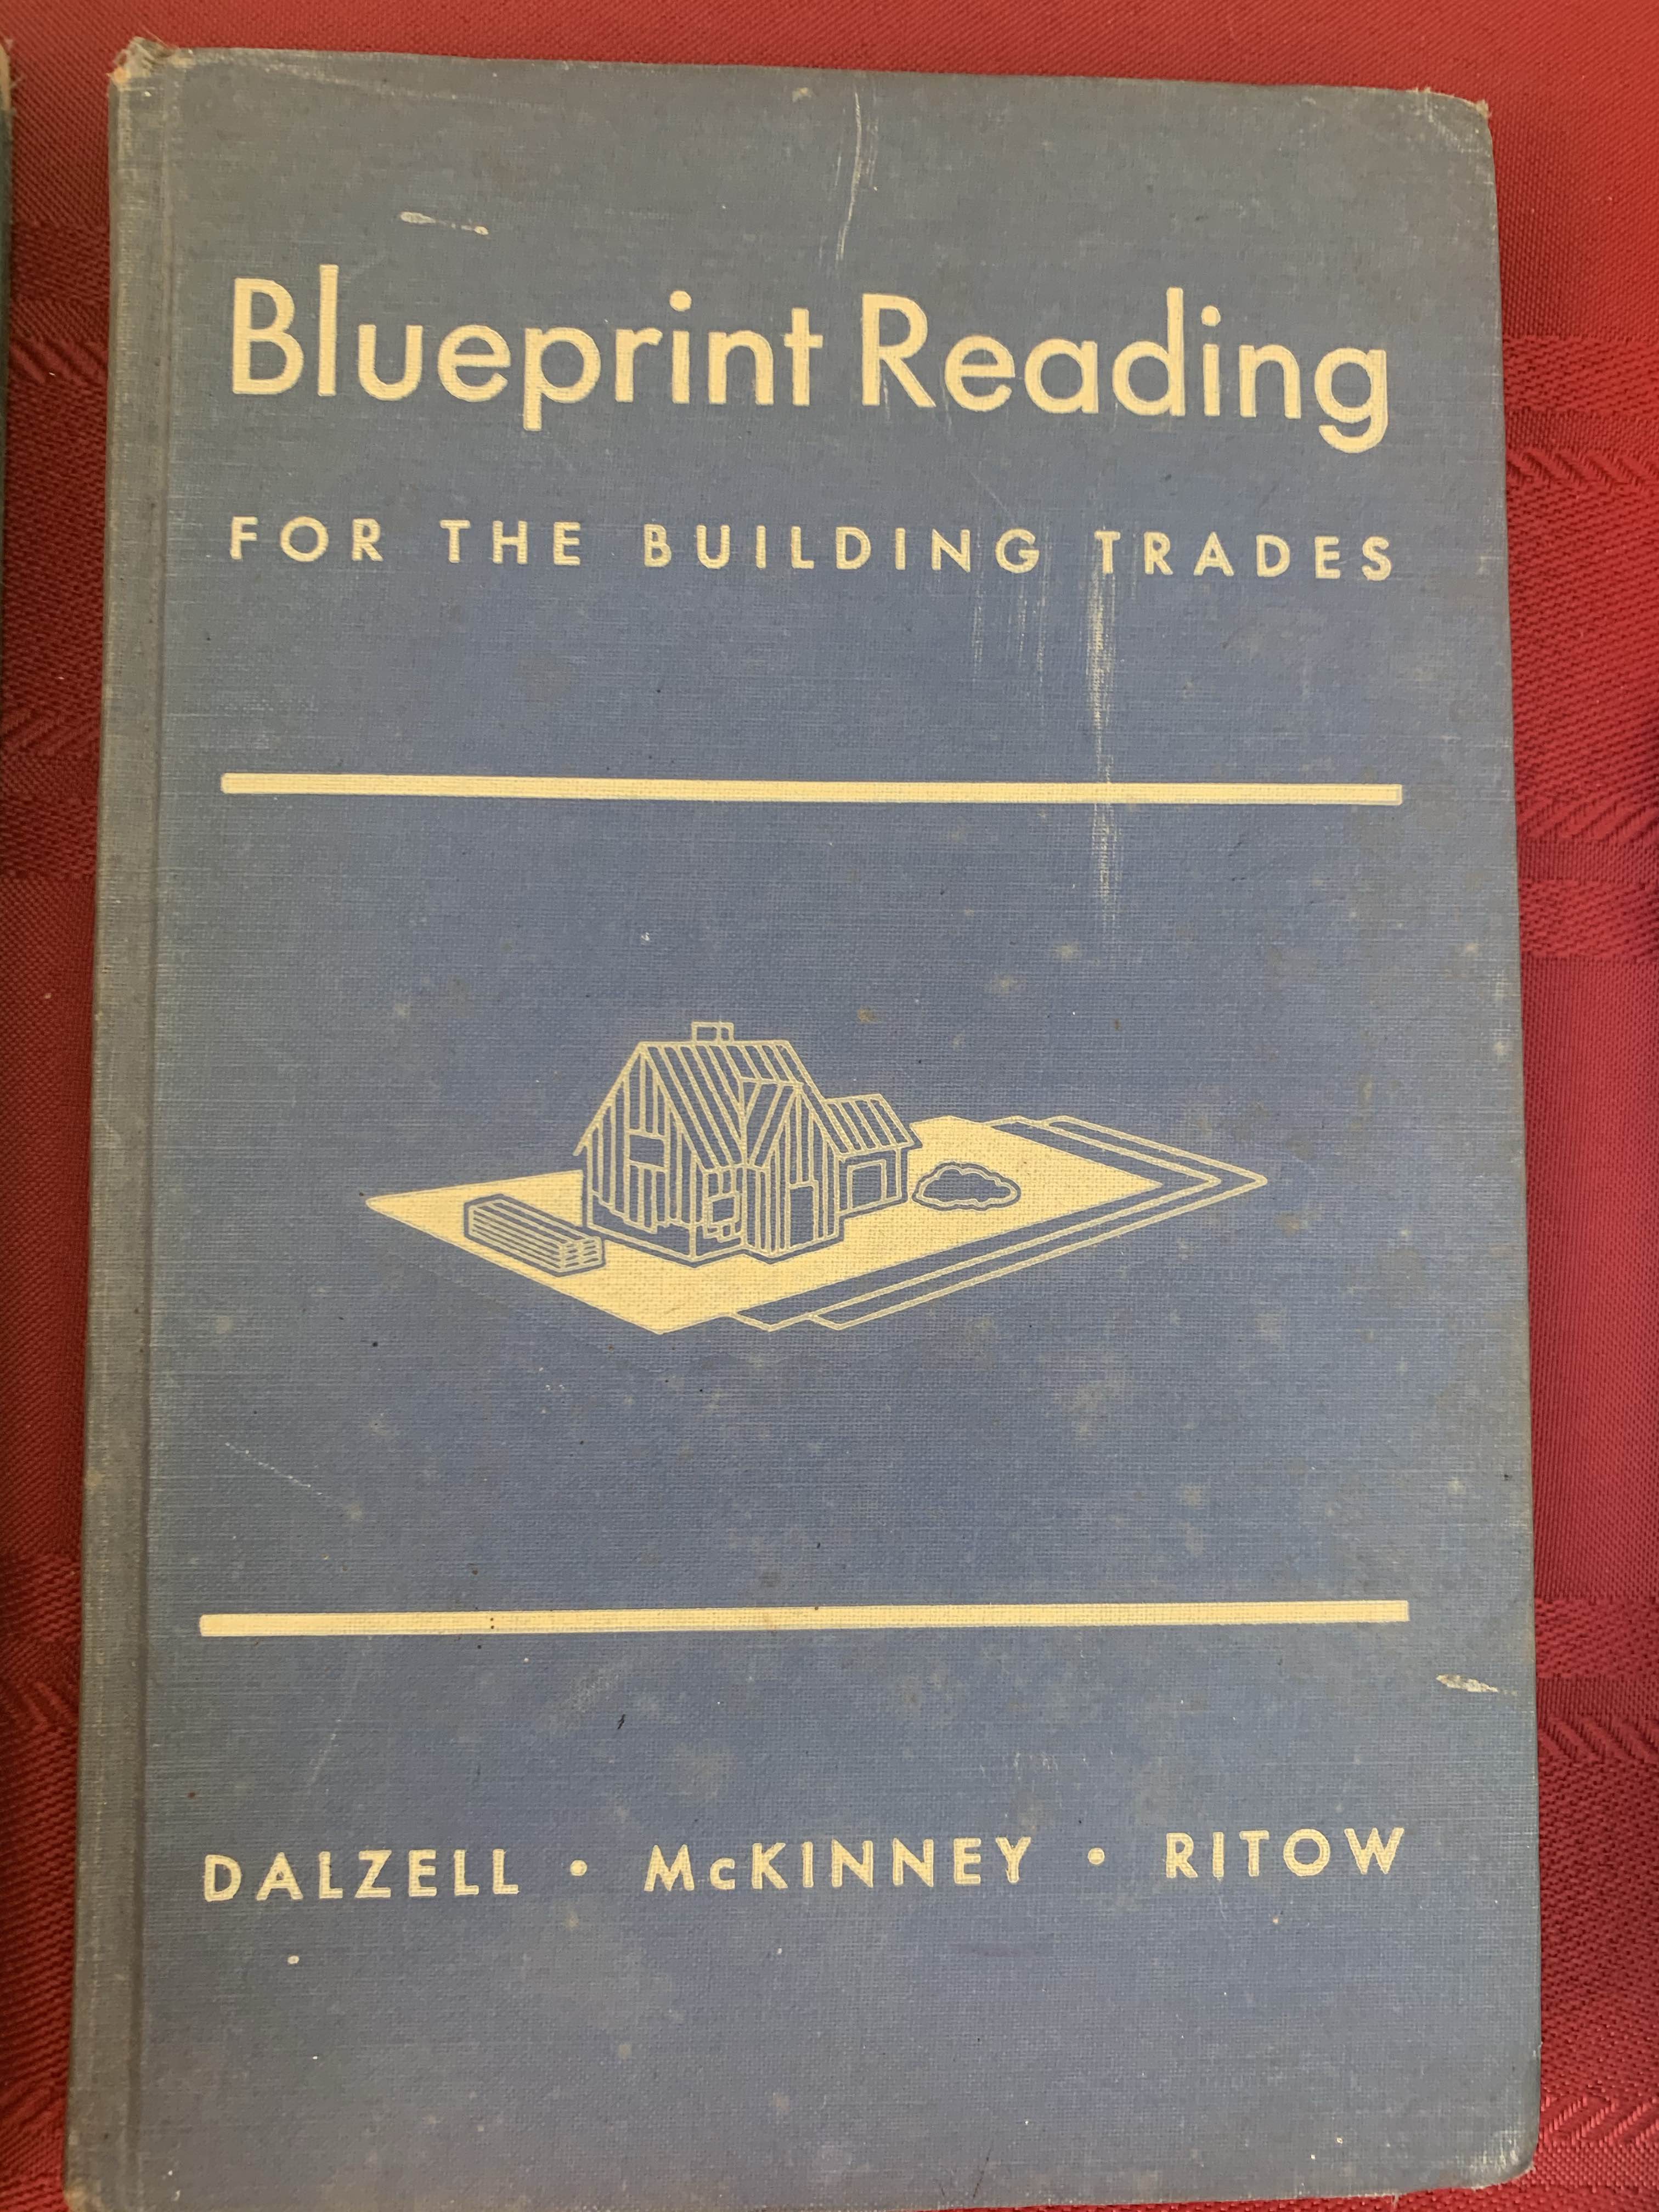 Blueprint Reading
FOR THE BUILDING TRADES
DALZELL • McKINNEY • RITOW